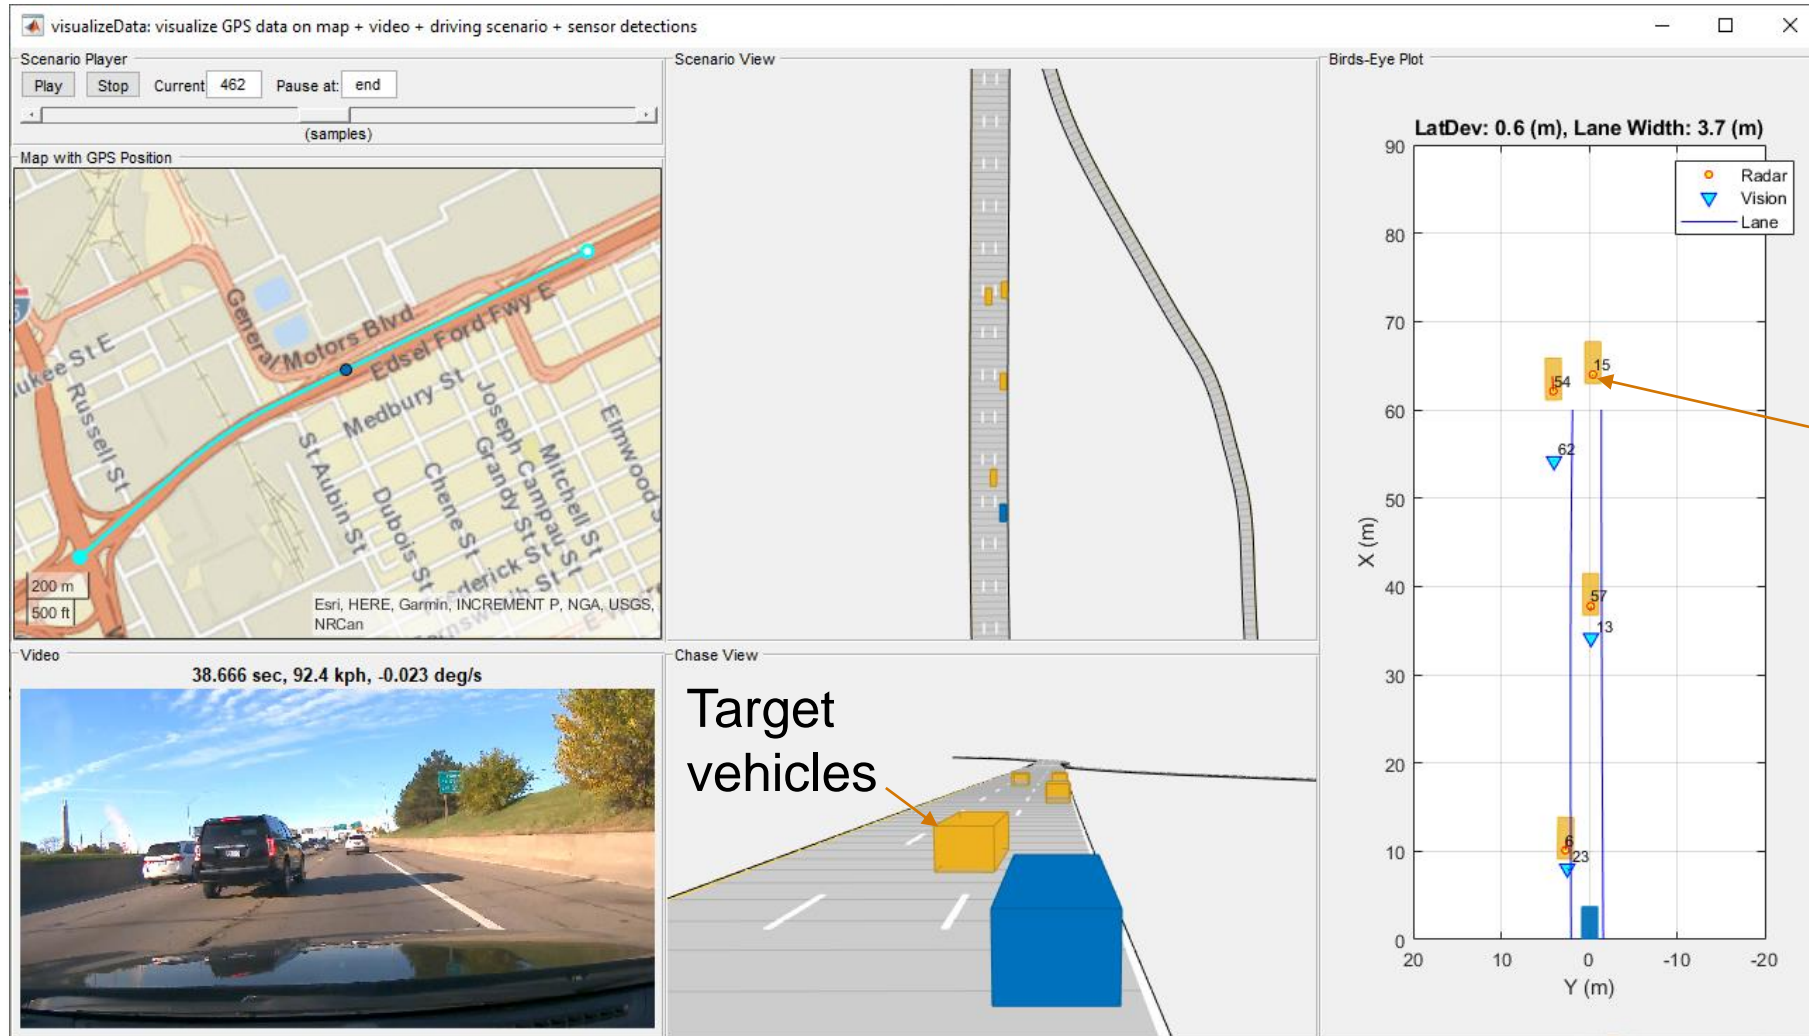 visualizeData: visualize GPS data on map + video + driving scenario + sensor detections
Scenario Player
Play Stop Current 462 Pause at: end
(samples)
Map with GPS Position
General Motors Blvd
Edsel Ford Fwy E
Medbury St
Russell St
St Aubin St
Dubois St
Chene St
Grandy St
Joseph Campau St
Mitchell St
Elmwood S
Frederick S
200 m
500 ft
Esri, HERE, Garmin, INCREMENT P, NGA, USGS,
NRCan
Video
38.666 sec, 92.4 kph, -0.023 deg/s
Scenario View
Chase View
Target
vehicles
Birds-Eye Plot
LatDev: 0.6 (m), Lane Width: 3.7 (m)
Radar
Vision
Lane
90
80
70
60
50
40
30
20
10
0
X (m)
15
54
62
57
13
6
23
20 10 0 -10 -20
Y (m)